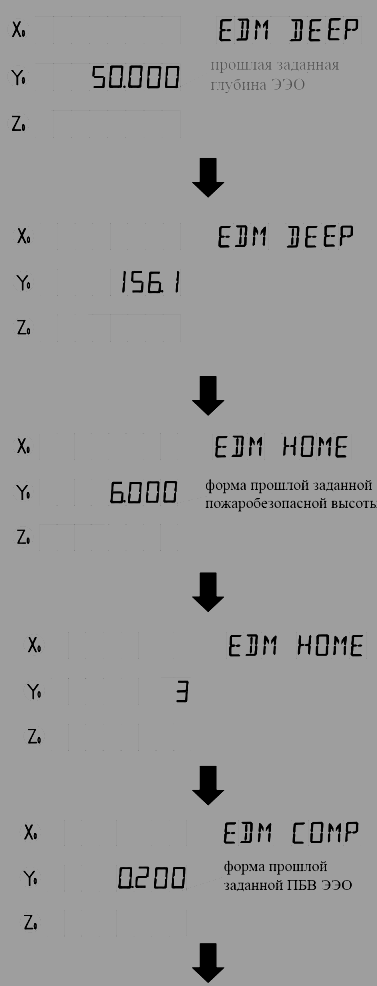 X₀ EDM DEEP
Y₀ 50.000 прошлая заданная
глубина ЭЭО
Z₀
X₀ EDM DEEP
Y₀ 156.1
Z₀
X₀ EDM HOME
Y₀ 6.000 форма прошлой заданной
пожаробезопасной высоты
Z₀
X₀ EDM HOME
Y₀ 3
Z₀
X₀ EDM COMP
Y₀ 0.200 форма прошлой
заданной ПБВ ЭЭО
Z₀